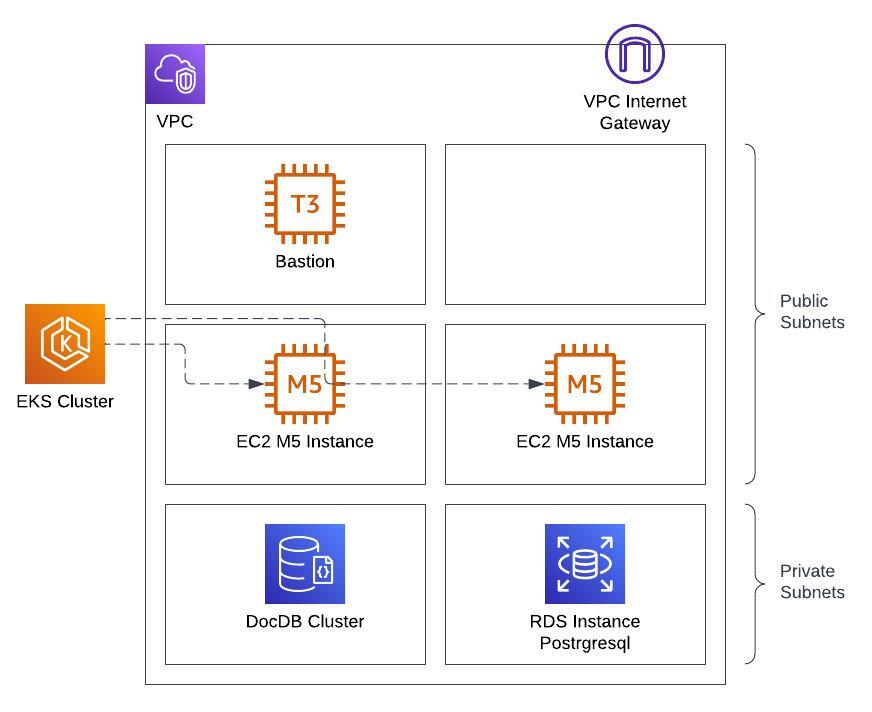 VPC
VPC Internet
Gateway
T3
Bastion
Public
Subnets
K
EKS Cluster
M5
EC2 M5 Instance
M5
EC2 M5 Instance
{}
DocDB Cluster
RDS Instance
Postrgresql
Private
Subnets